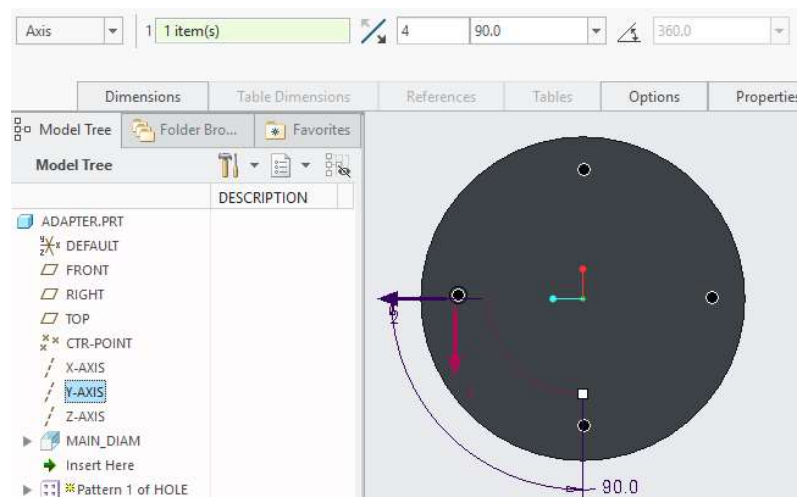 Axis 1 1 item(s) 4 90.0 360.0
Dimensions Table Dimensions References Tables Options Properties
Model Tree Folder Bro... Favorites
Model Tree
DESCRIPTION
ADAPTER.PRT
DEFAULT
FRONT
RIGHT
TOP
CTR-POINT
X-AXIS
Y-AXIS
Z-AXIS
MAIN_DIAM
Insert Here
Pattern 1 of HOLE
90.0